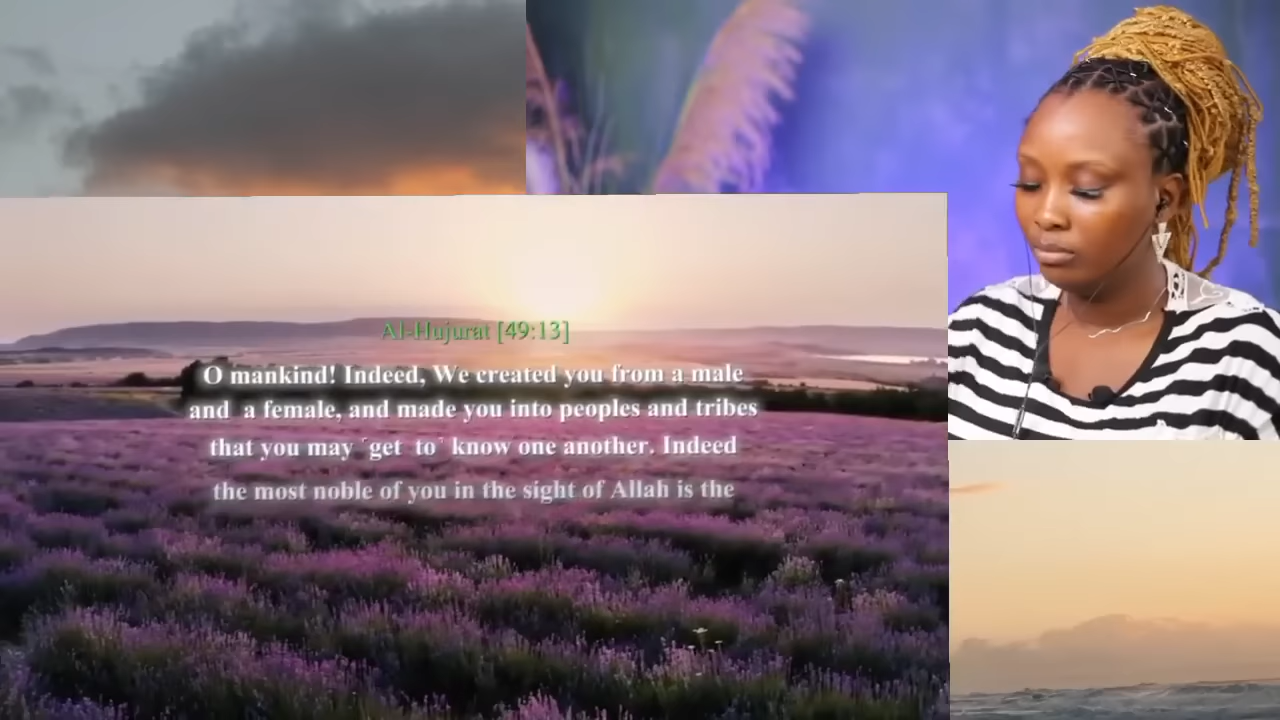 Al-Hujurat [49:13]
O mankind! Indeed, We created you from a male
and a female, and made you into peoples and tribes
that you may ˹get to˺ know one another. Indeed
the most noble of you in the sight of Allah is the